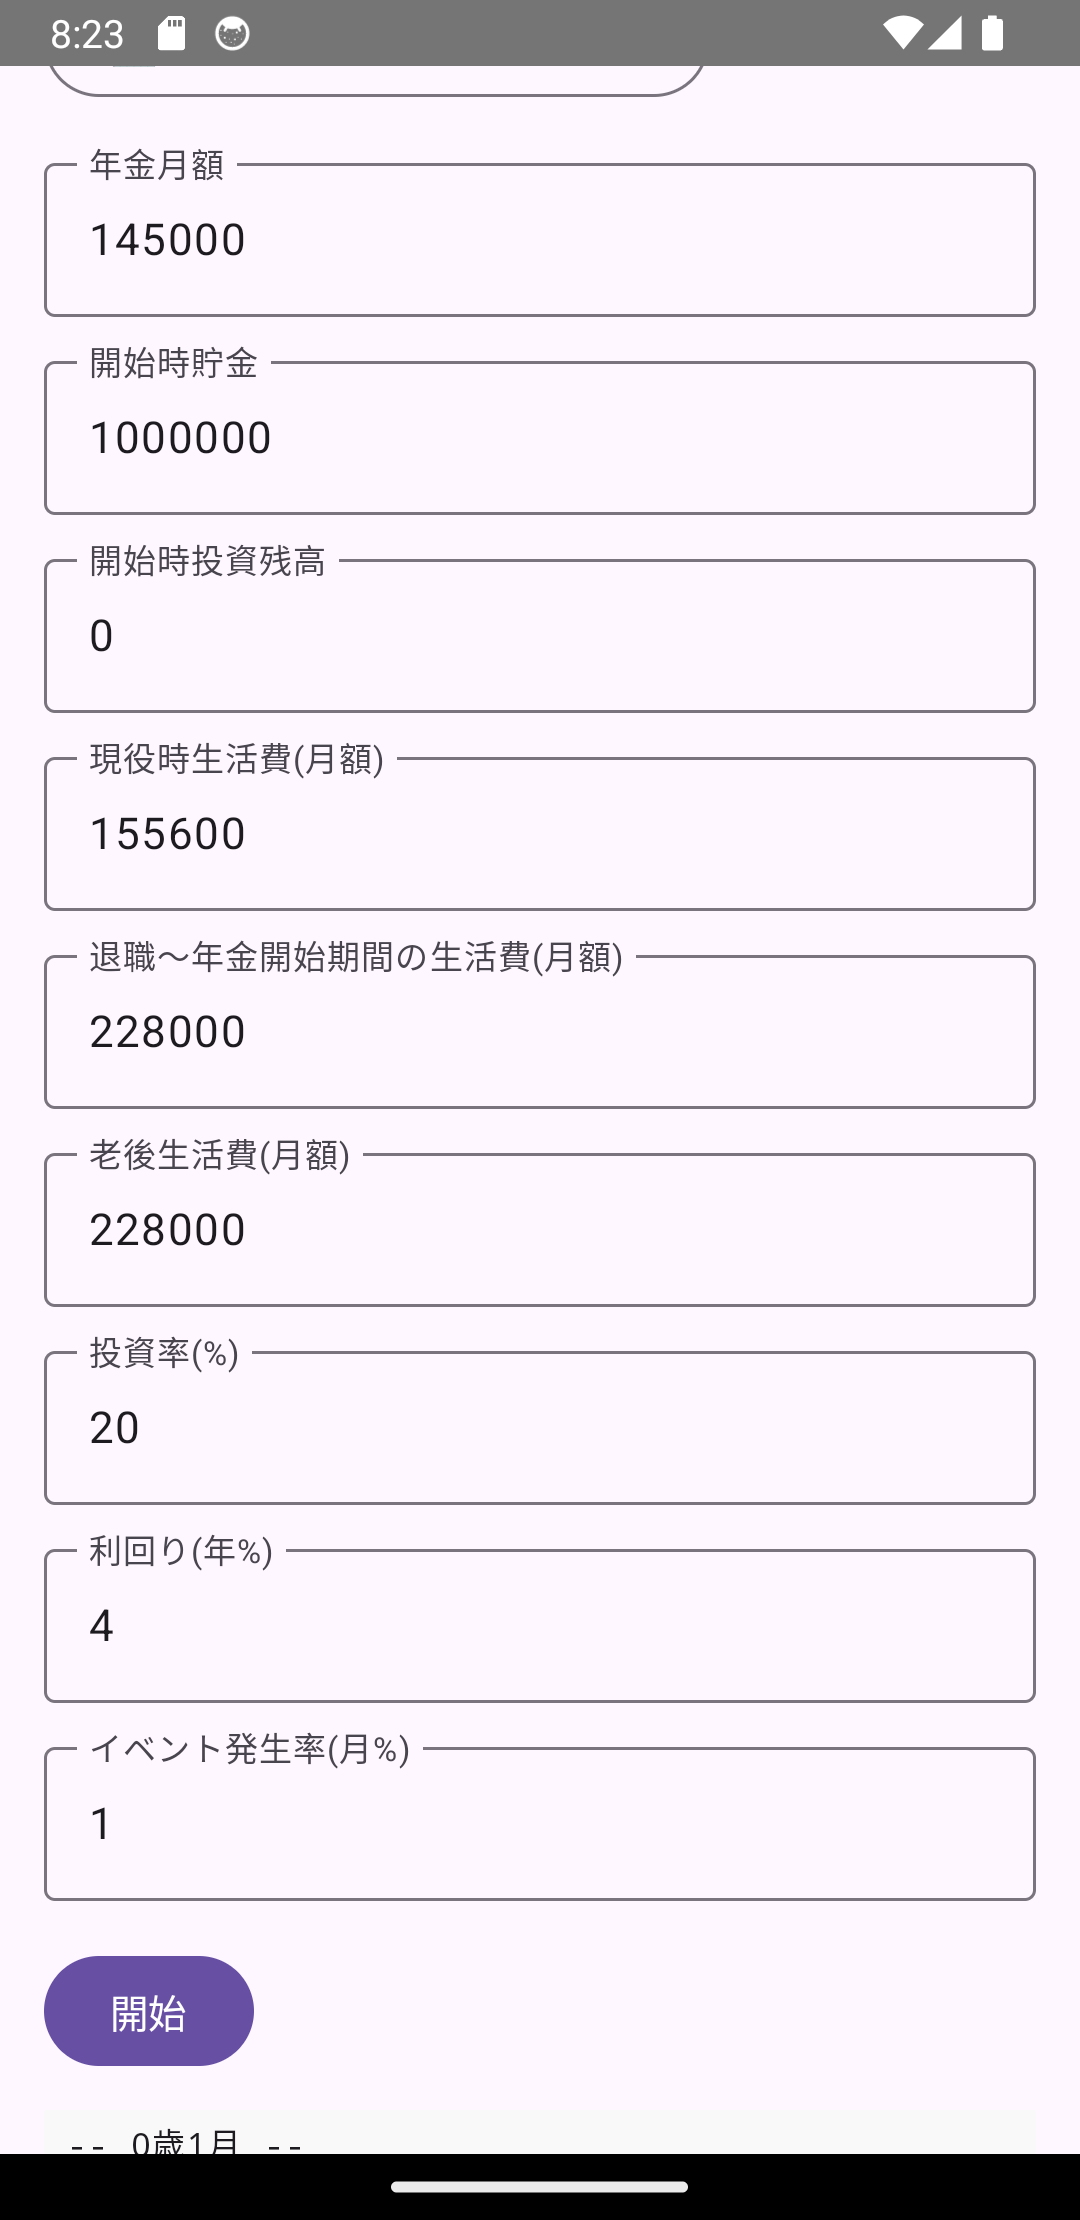 8:23
年金月額
145000
開始時貯金
1000000
開始時投資残高
0
現役時生活費(月額)
155600
退職～年金開始期間の生活費(月額)
228000
老後生活費(月額)
228000
投資率(%)
20
利回り(年%)
4
イベント発生率(月%)
1
開始
-- 0歳1月 --